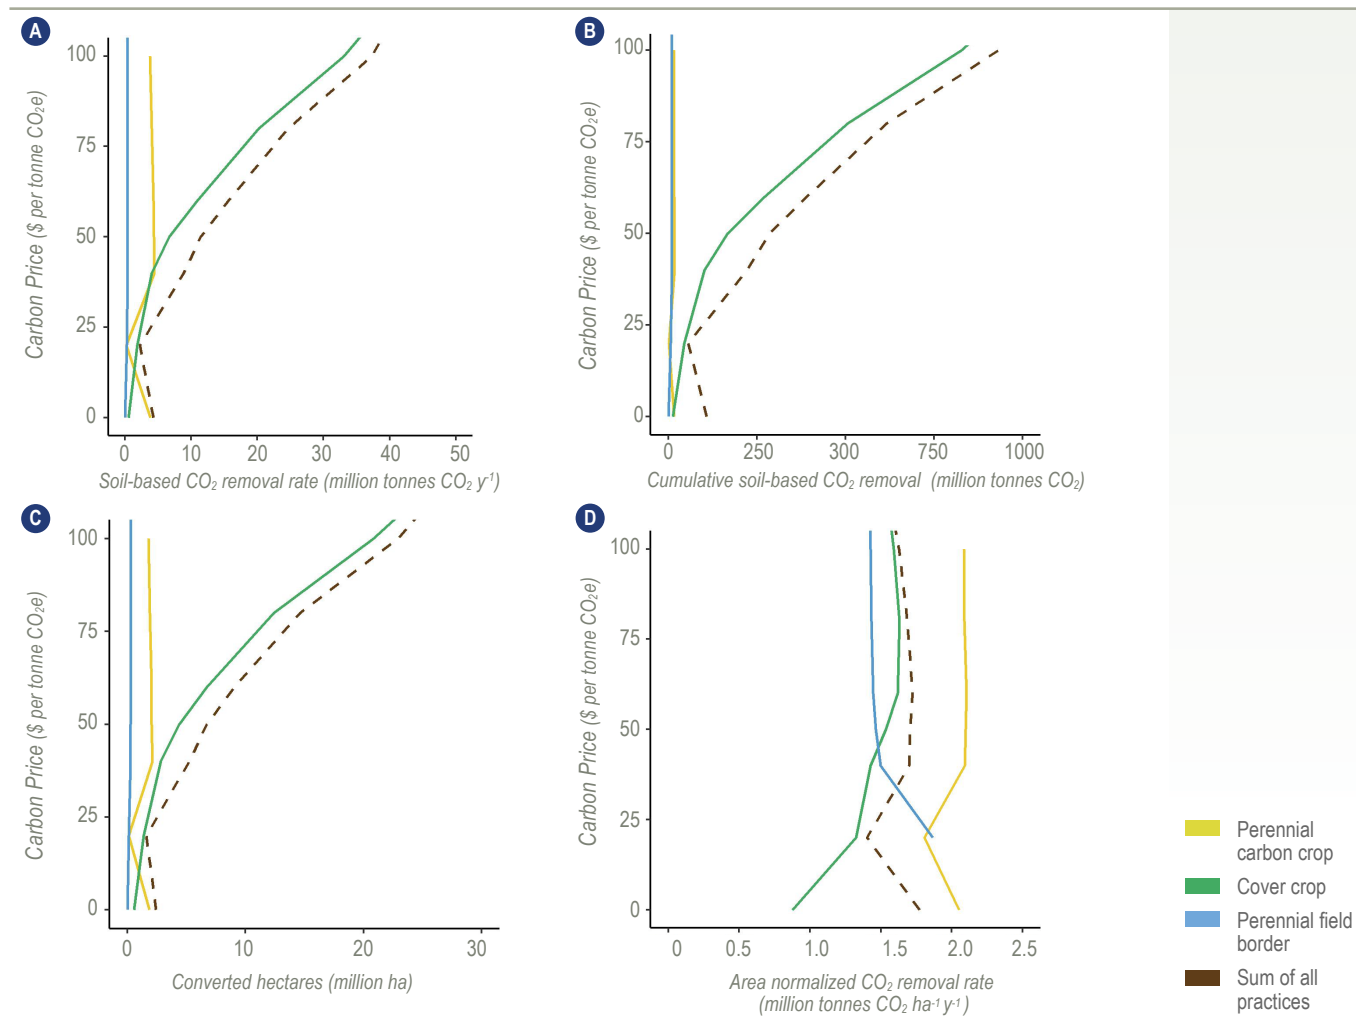 A
Carbon Price ($ per tonne CO₂e)
100
75
50
25
0
0 10 20 30 40 50
Soil-based CO₂ removal rate (million tonnes CO₂ y⁻¹)
B
Carbon Price ($ per tonne CO₂e)
100
75
50
25
0
0 250 300 750 1000
Cumulative soil-based CO₂ removal (million tonnes CO₂)
C
Carbon Price ($ per tonne CO₂e)
100
75
50
25
0
0 10 20 30
Converted hectares (million ha)
D
Carbon Price ($ per tonne CO₂e)
100
75
50
25
0
0 0.5 1.0 1.5 2.0 2.5
Area normalized CO₂ removal rate
(million tonnes CO₂ ha⁻¹ y⁻¹)
Perennial
carbon crop
Cover crop
Perennial field
border
Sum of all
practices